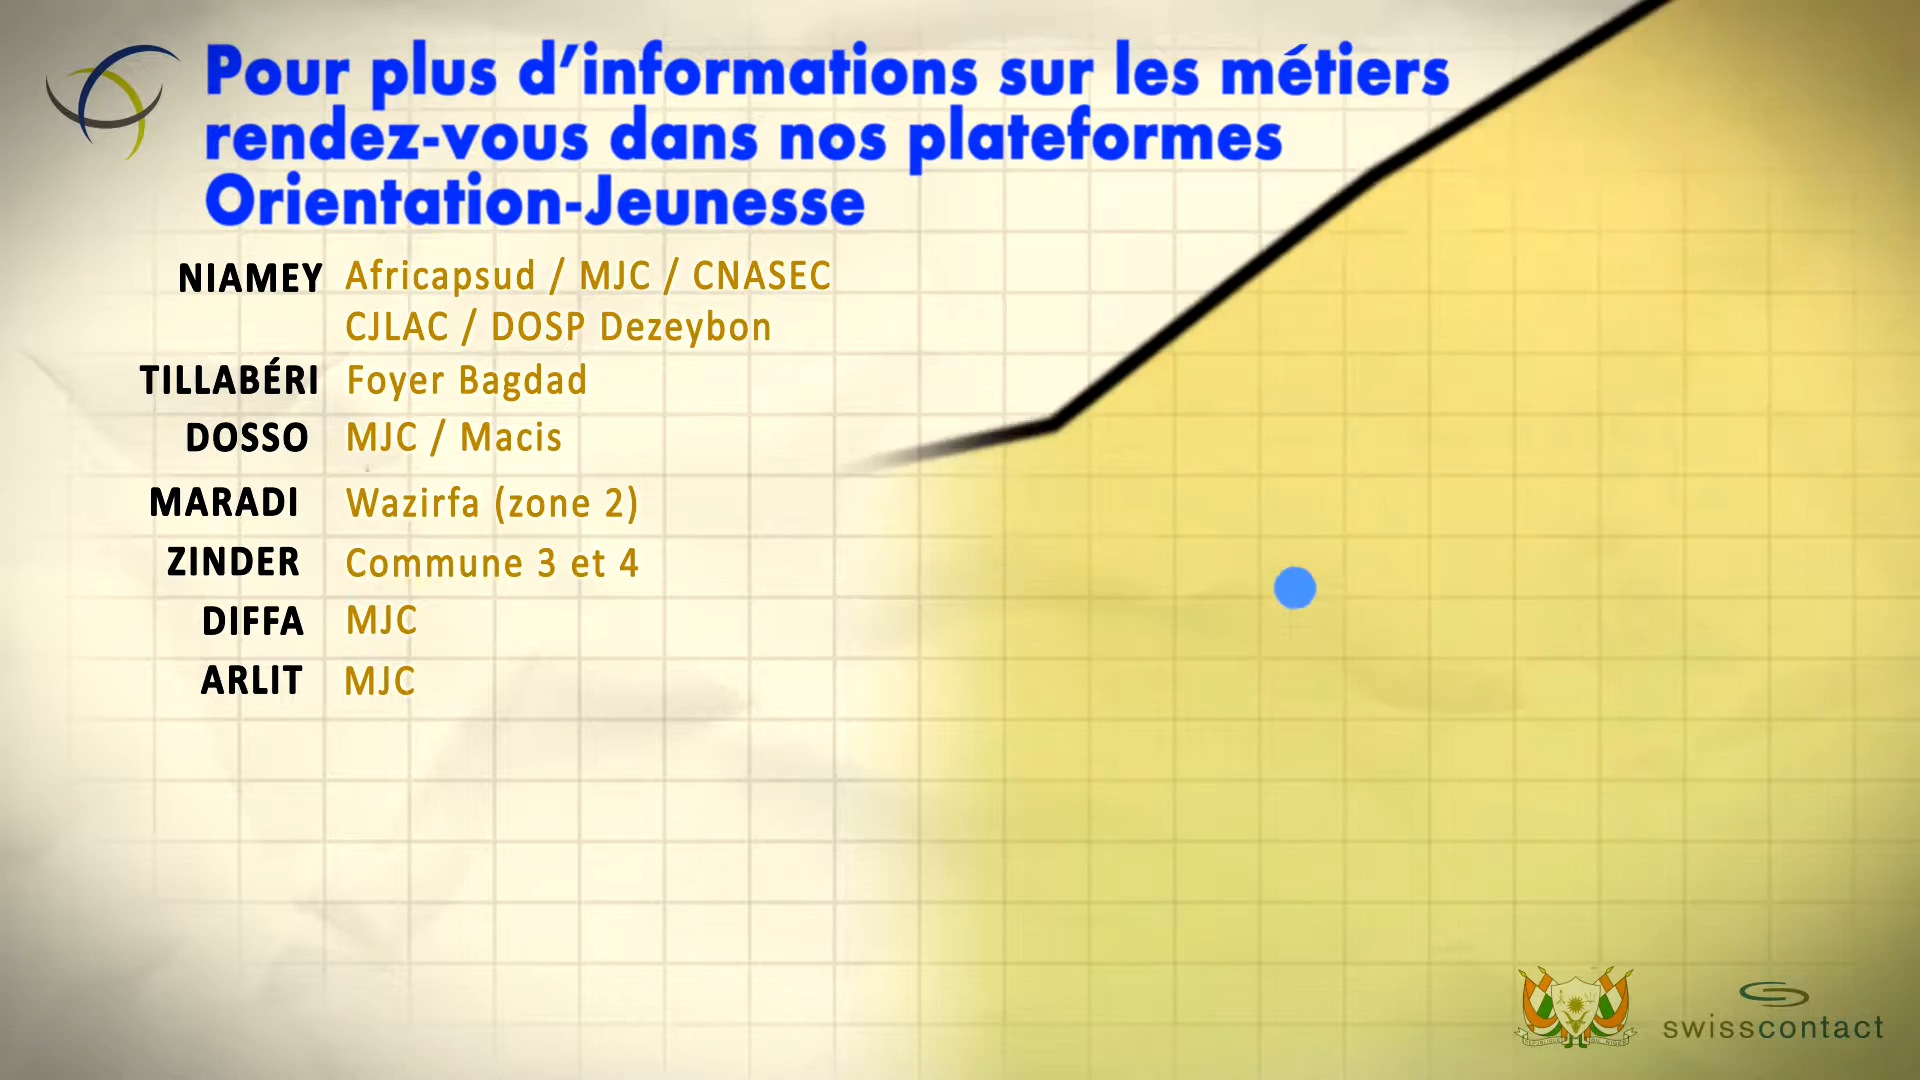 Pour plus d'informations sur les métiers
rendez-vous dans nos plateformes
Orientation-Jeunesse
NIAMEY Africapsud / MJC / CNASEC
CJLAC / DOSP Dezeybon
TILLABÉRI Foyer Bagdad
DOSSO MJC / Macis
MARADI Wazirfa (zone 2)
ZINDER Commune 3 et 4
DIFFA MJC
ARLIT MJC
swisscontact